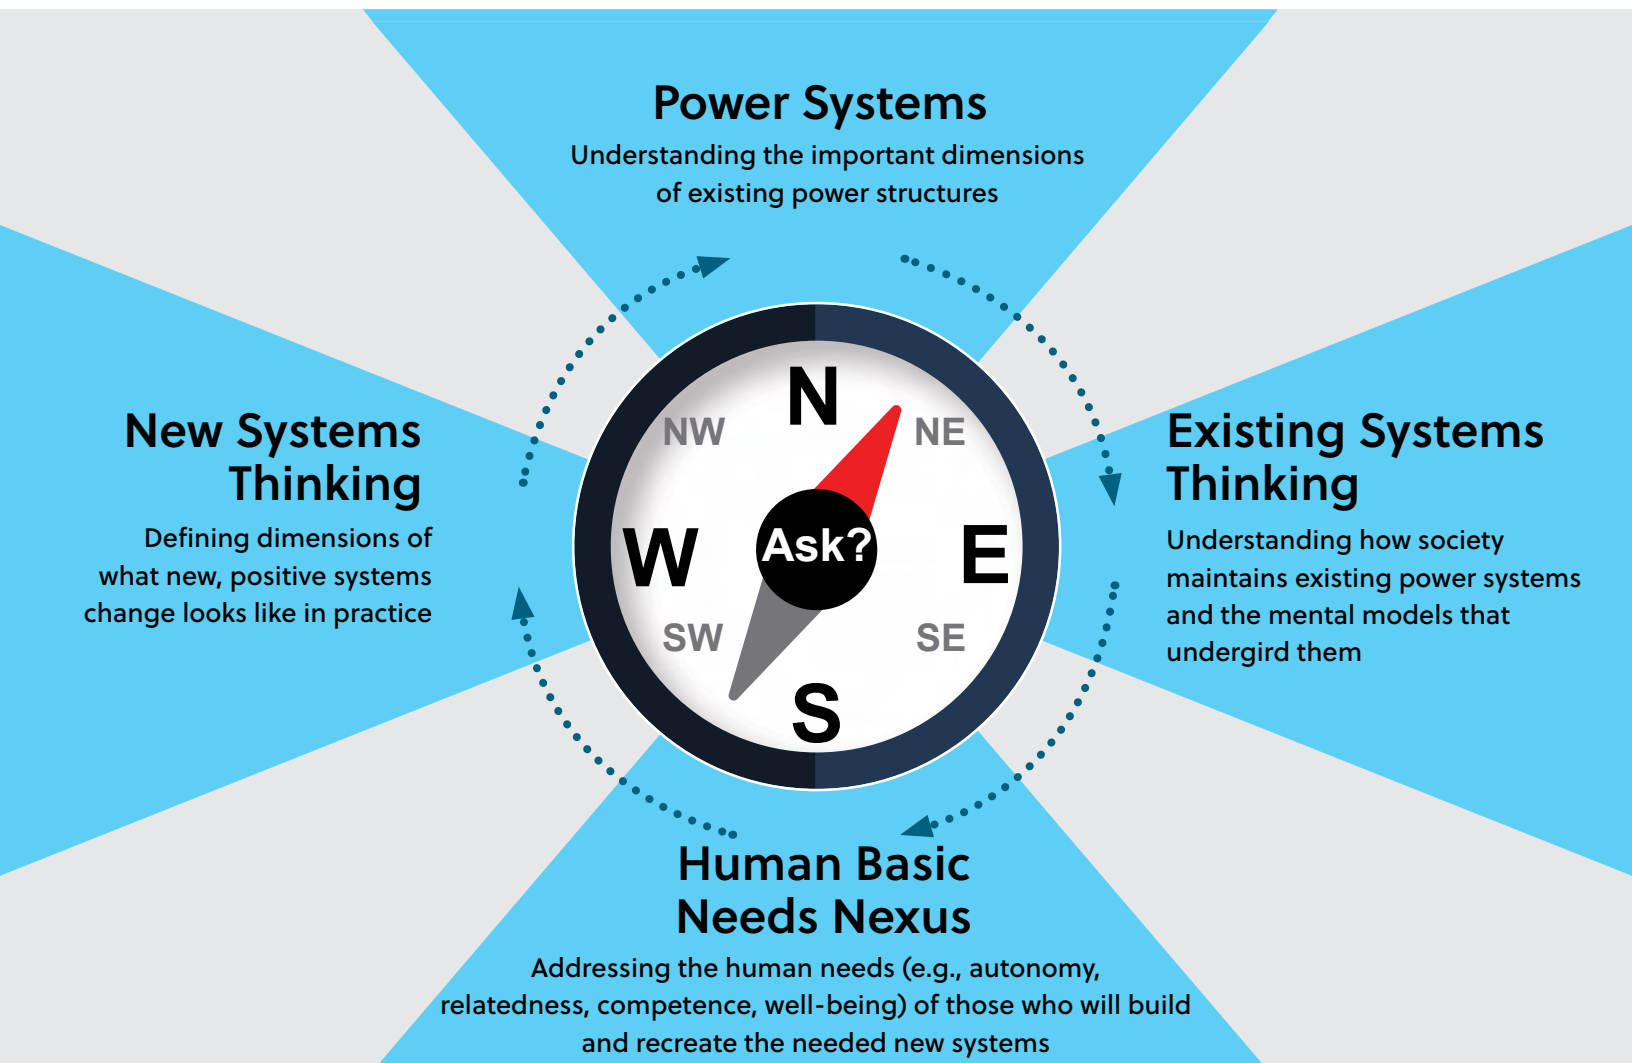 Power Systems
Understanding the important dimensions
of existing power structures
New Systems
Thinking
Defining dimensions of
what new, positive systems
change looks like in practice
N
NW
NE
W
Ask?
E
SW
SE
S
Existing Systems
Thinking
Understanding how society
maintains existing power systems
and the mental models that
undergird them
Human Basic
Needs Nexus
Addressing the human needs (e.g., autonomy,
relatedness, competence, well-being) of those who will build
and recreate the needed new systems